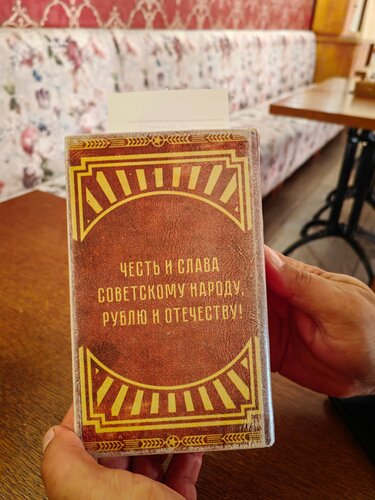 ЧЕСТЬ И СЛАВА
СОВЕТСКОМУ НАРОДУ,
РУБЛЮ И ОТЕЧЕСТВУ!